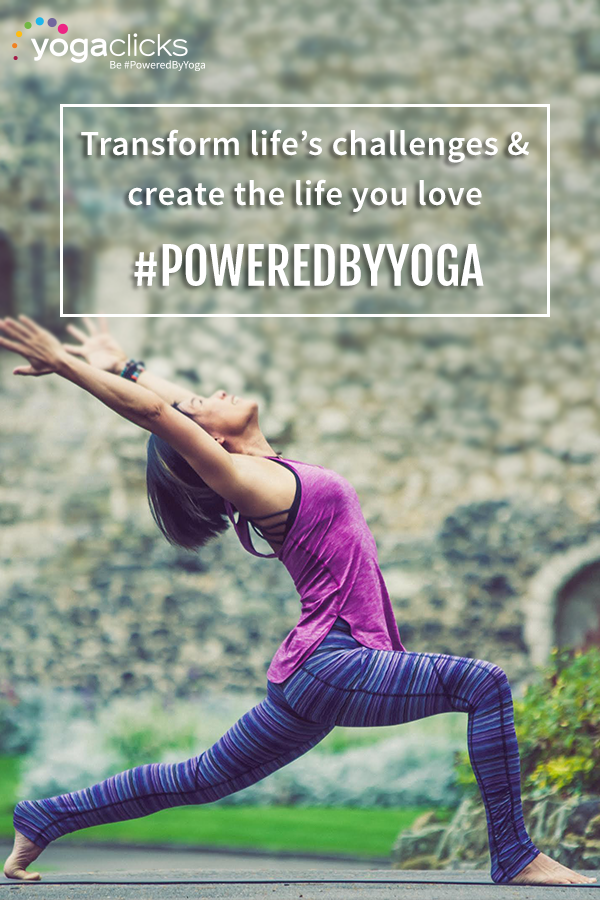 yogaclicks
Be #PoweredByYoga
Transform life's challenges &
create the life you love
#POWEREDBYYOGA